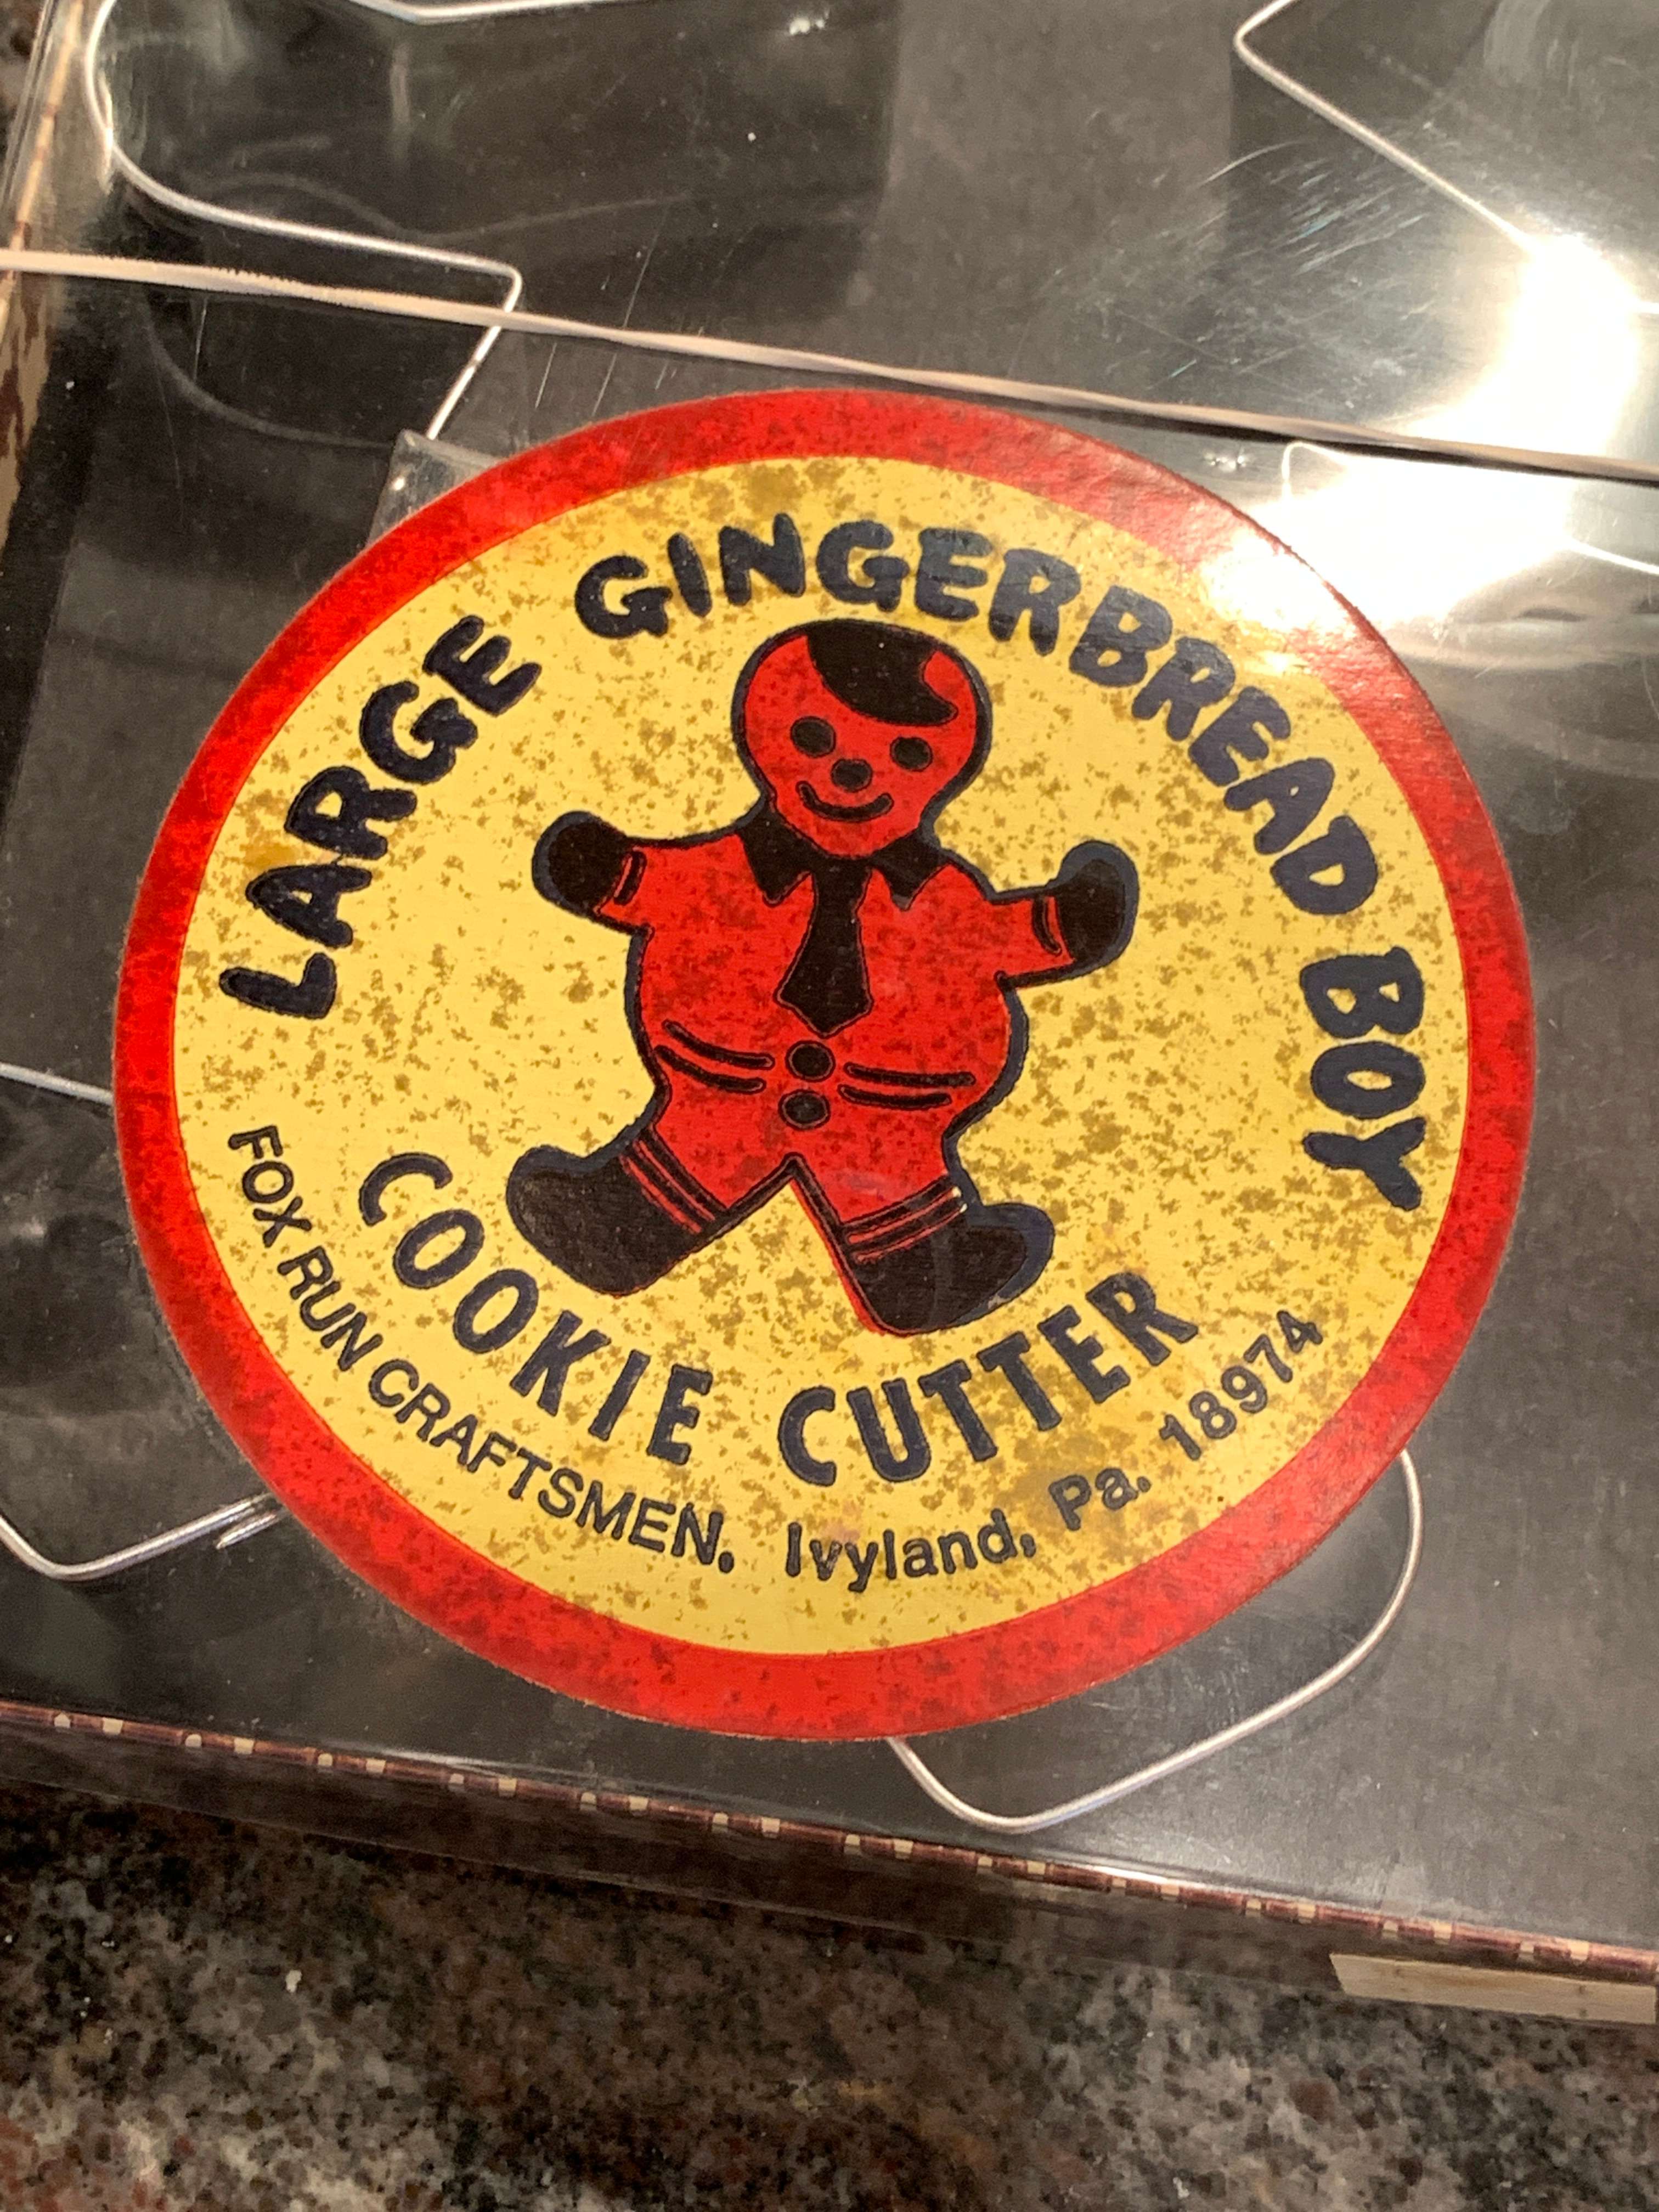 LARGE GINGERBREAD BOY
COOKIE CUTTER
FOX RUN CRAFTSMEN. Ivyland, Pa. 18974